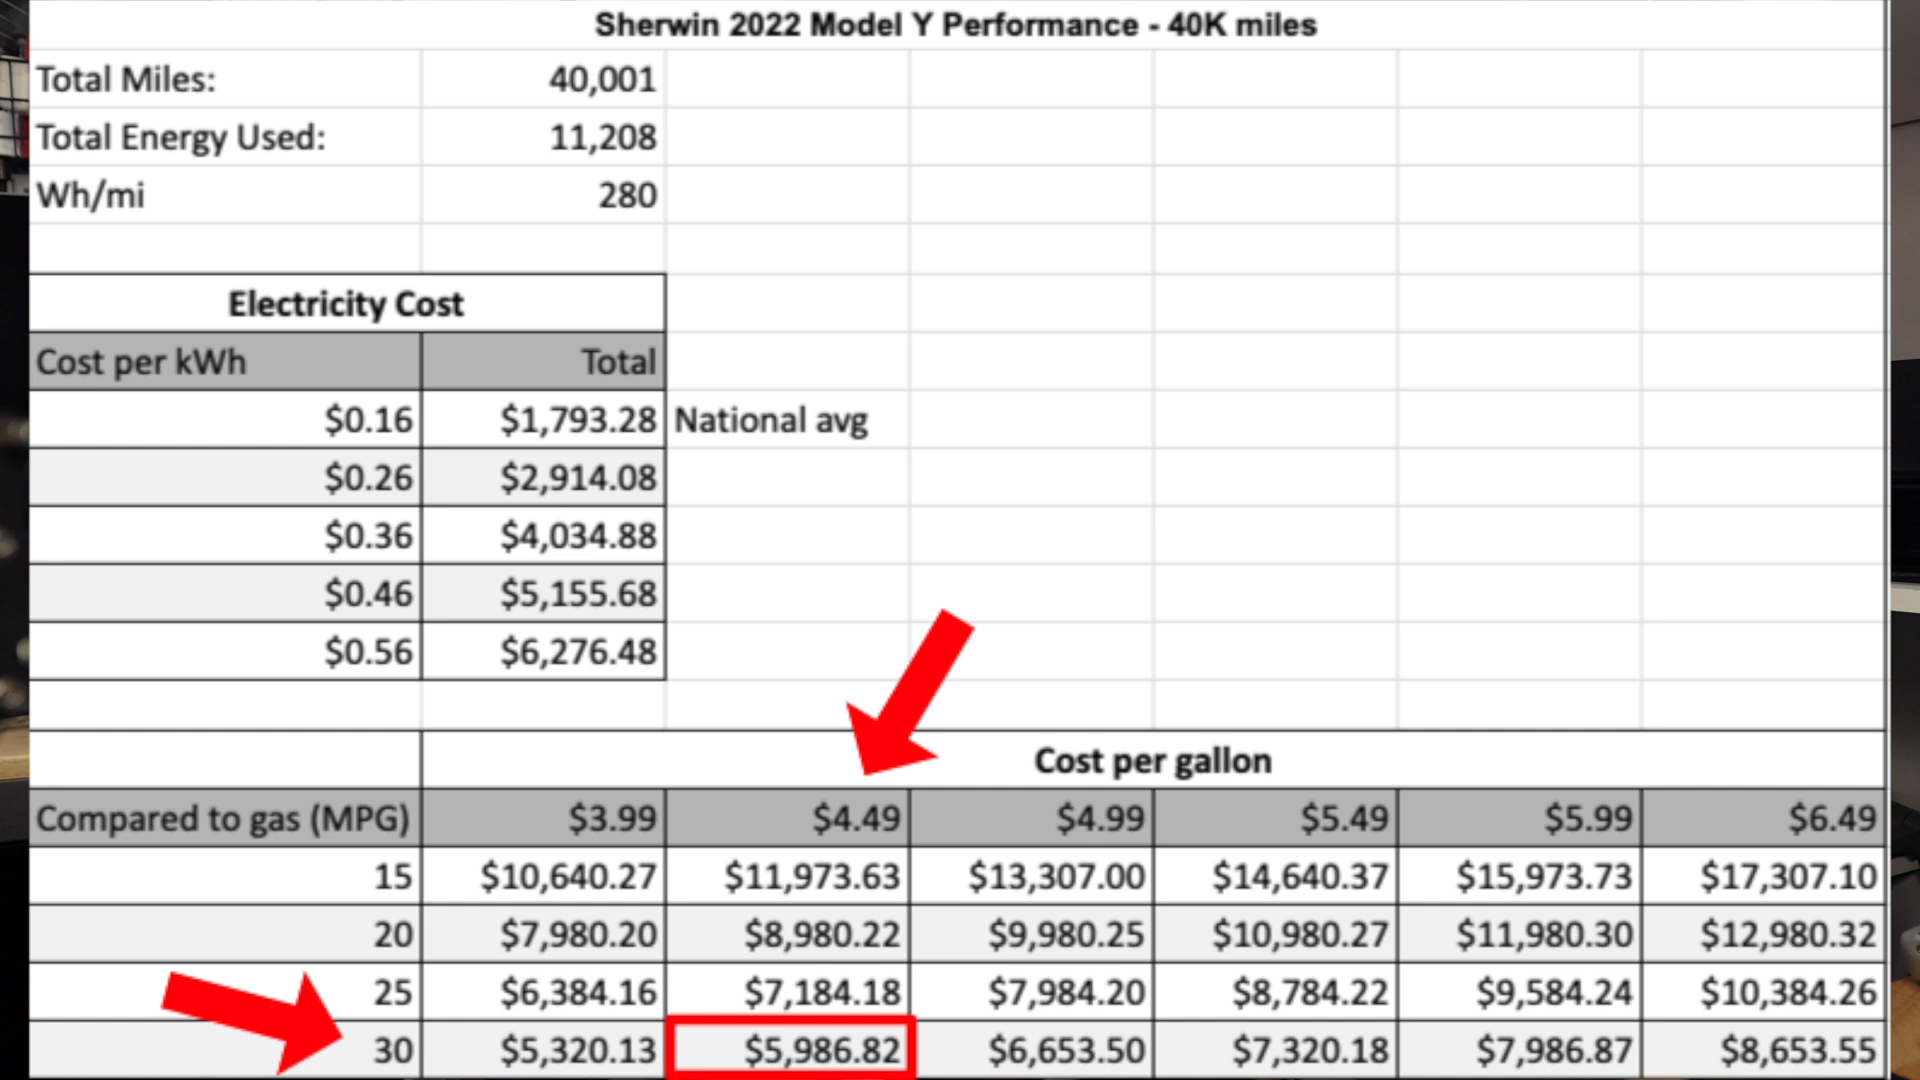 Sherwin 2022 Model Y Performance - 40K miles
Total Miles: 40,001
Total Energy Used: 11,208
Wh/mi 280
Electricity Cost
Cost per kWh Total
$0.16 $1,793.28 National avg
$0.26 $2,914.08
$0.36 $4,034.88
$0.46 $5,155.68
$0.56 $6,276.48
Cost per gallon
Compared to gas (MPG) $3.99 $4.49 $4.99 $5.49 $5.99 $6.49
15 $10,640.27 $11,973.63 $13,307.00 $14,640.37 $15,973.73 $17,307.10
20 $7,980.20 $8,980.22 $9,980.25 $10,980.27 $11,980.30 $12,980.32
25 $6,384.16 $7,184.18 $7,984.20 $8,784.22 $9,584.24 $10,384.26
30 $5,320.13 $5,986.82 $6,653.50 $7,320.18 $7,986.87 $8,653.55